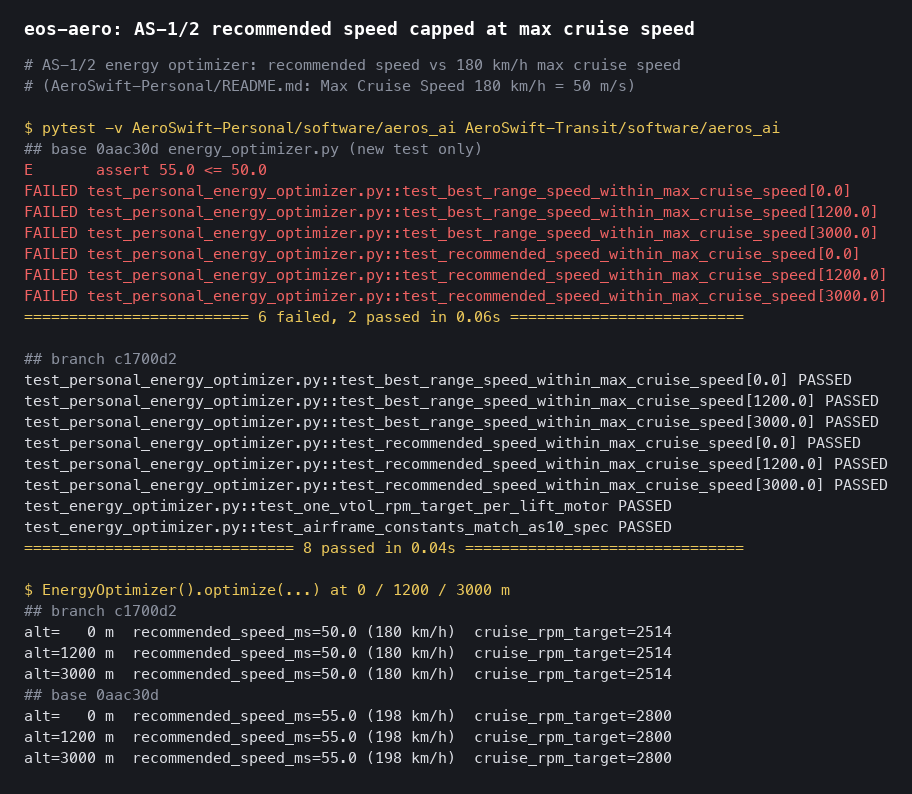 eos-aero: AS-1/2 recommended speed capped at max cruise speed
# AS-1/2 energy optimizer: recommended speed vs 180 km/h max cruise speed
# (AeroSwift-Personal/README.md: Max Cruise Speed 180 km/h = 50 m/s)
$ pytest -v AeroSwift-Personal/software/aeros_ai AeroSwift-Transit/software/aeros_ai
## base 0aac30d energy_optimizer.py (new test only)
E       assert 55.0 <= 50.0
FAILED test_personal_energy_optimizer.py::test_best_range_speed_within_max_cruise_speed[0.0]
FAILED test_personal_energy_optimizer.py::test_best_range_speed_within_max_cruise_speed[1200.0]
FAILED test_personal_energy_optimizer.py::test_best_range_speed_within_max_cruise_speed[3000.0]
FAILED test_personal_energy_optimizer.py::test_recommended_speed_within_max_cruise_speed[0.0]
FAILED test_personal_energy_optimizer.py::test_recommended_speed_within_max_cruise_speed[1200.0]
FAILED test_personal_energy_optimizer.py::test_recommended_speed_within_max_cruise_speed[3000.0]
========================= 6 failed, 2 passed in 0.06s ==========================
## branch c1700d2
test_personal_energy_optimizer.py::test_best_range_speed_within_max_cruise_speed[0.0] PASSED
test_personal_energy_optimizer.py::test_best_range_speed_within_max_cruise_speed[1200.0] PASSED
test_personal_energy_optimizer.py::test_best_range_speed_within_max_cruise_speed[3000.0] PASSED
test_personal_energy_optimizer.py::test_recommended_speed_within_max_cruise_speed[0.0] PASSED
test_personal_energy_optimizer.py::test_recommended_speed_within_max_cruise_speed[1200.0] PASSED
test_personal_energy_optimizer.py::test_recommended_speed_within_max_cruise_speed[3000.0] PASSED
test_energy_optimizer.py::test_one_vtol_rpm_target_per_lift_motor PASSED
test_energy_optimizer.py::test_airframe_constants_match_as10_spec PASSED
============================== 8 passed in 0.04s ===============================
$ EnergyOptimizer().optimize(...) at 0 / 1200 / 3000 m
## branch c1700d2
alt=   0 m  recommended_speed_ms=50.0 (180 km/h)  cruise_rpm_target=2514
alt=1200 m  recommended_speed_ms=50.0 (180 km/h)  cruise_rpm_target=2514
alt=3000 m  recommended_speed_ms=50.0 (180 km/h)  cruise_rpm_target=2514
## base 0aac30d
alt=   0 m  recommended_speed_ms=55.0 (198 km/h)  cruise_rpm_target=2800
alt=1200 m  recommended_speed_ms=55.0 (198 km/h)  cruise_rpm_target=2800
alt=3000 m  recommended_speed_ms=55.0 (198 km/h)  cruise_rpm_target=2800